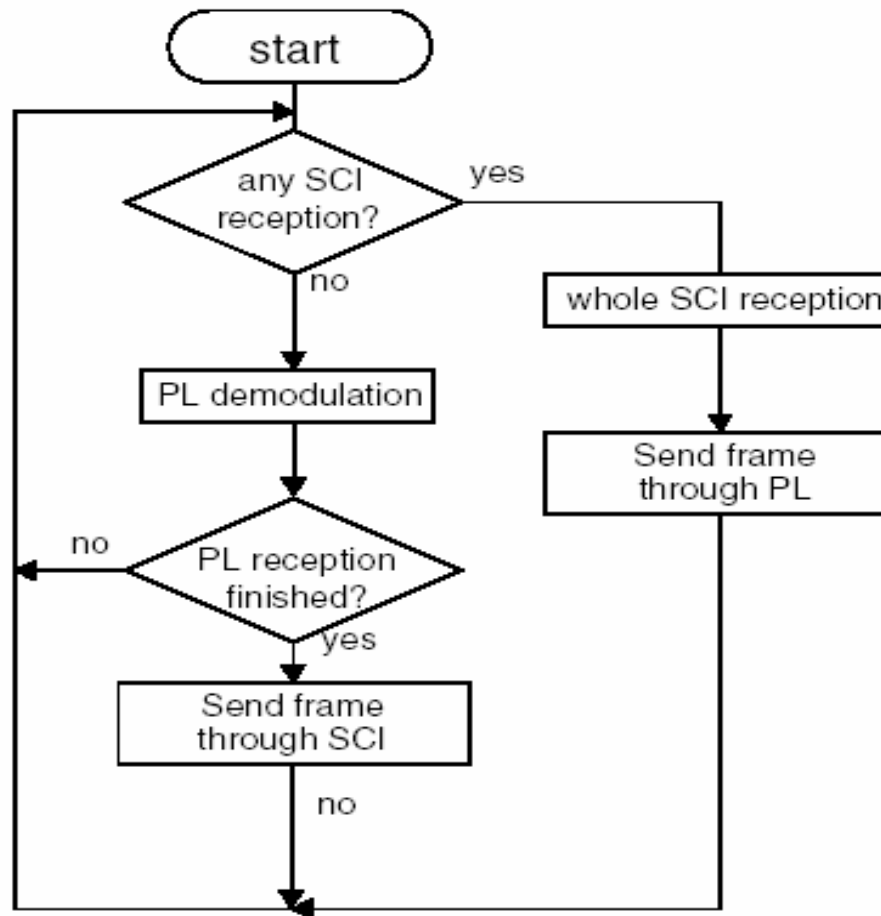 start
any SCI
reception?
yes
no
whole SCI reception
PL demodulation
Send frame
through PL
no
PL reception
finished?
yes
Send frame
through SCI
no